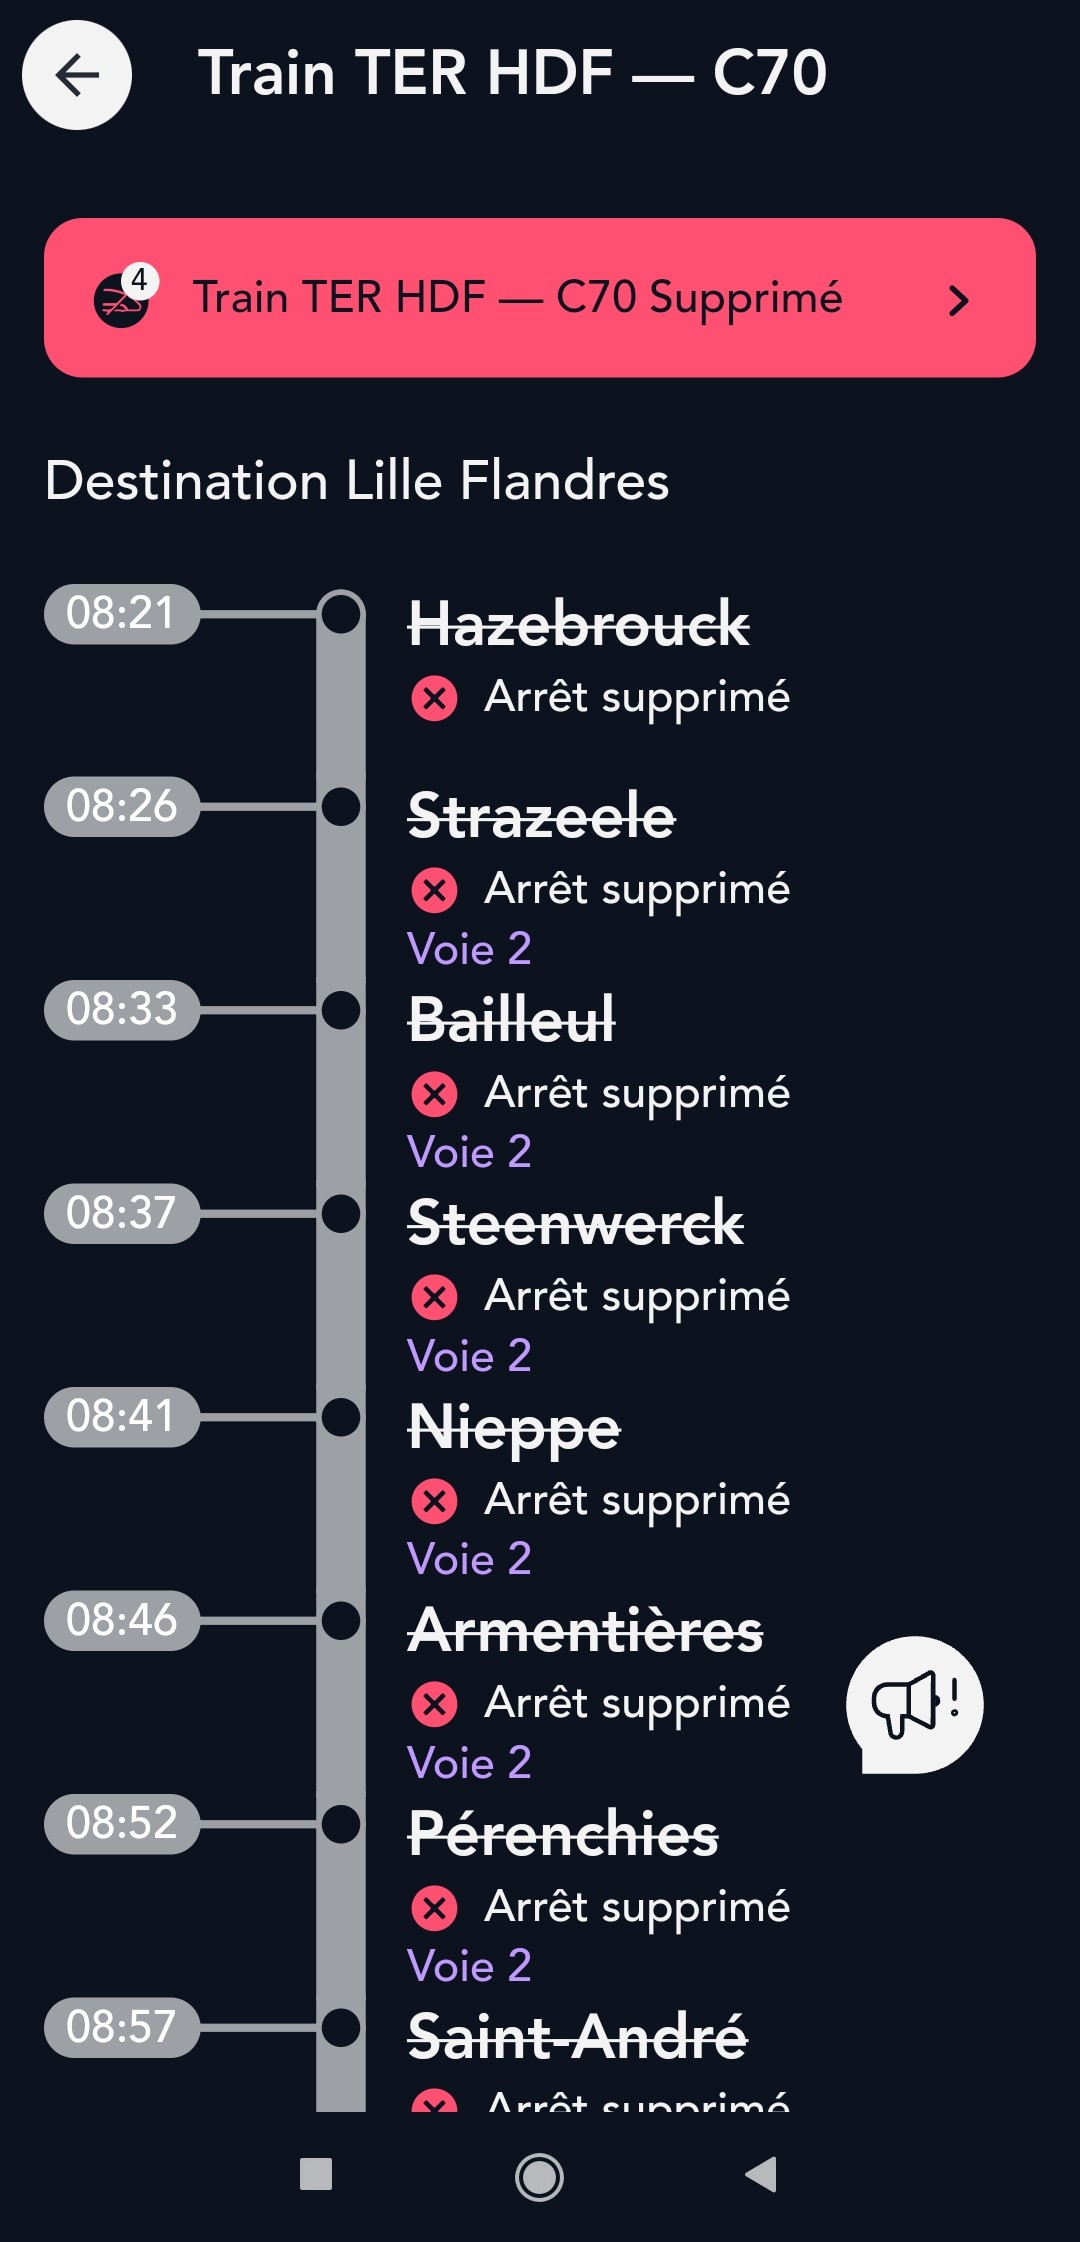 Train TER HDF — C70
4
Train TER HDF — C70 Supprimé
Destination Lille Flandres
08:21
Hazebrouck
Arrêt supprimé
08:26
Strazeele
Arrêt supprimé
Voie 2
08:33
Bailleul
Arrêt supprimé
Voie 2
08:37
Steenwerck
Arrêt supprimé
Voie 2
08:41
Nieppe
Arrêt supprimé
Voie 2
08:46
Armentières
Arrêt supprimé
Voie 2
08:52
Pérenchies
Arrêt supprimé
Voie 2
08:57
Saint-André
Arrêt supprimé